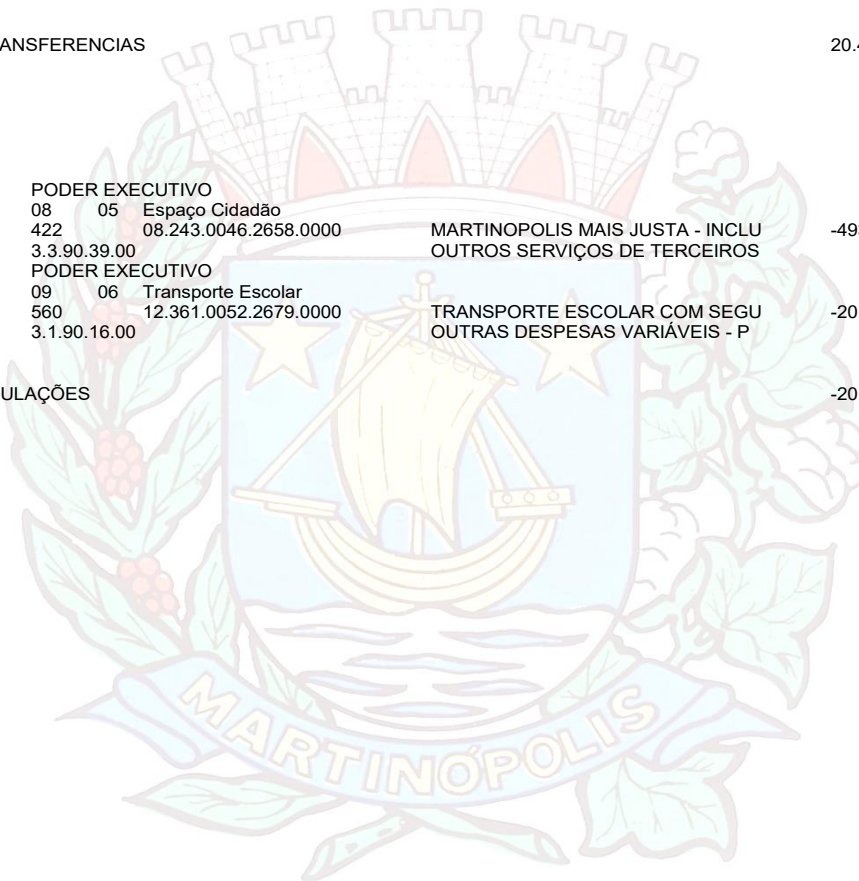 ANSFERENCIAS 20.4
PODER EXECUTIVO
08 05 Espaço Cidadão
422 08.243.0046.2658.0000 MARTINOPOLIS MAIS JUSTA - INCLU -49
3.3.90.39.00 OUTROS SERVIÇOS DE TERCEIROS
PODER EXECUTIVO
09 06 Transporte Escolar
560 12.361.0052.2679.0000 TRANSPORTE ESCOLAR COM SEGU -20
3.1.90.16.00 OUTRAS DESPESAS VARIÁVEIS - P
ULAÇÕES -20
MARTINÓPOLIS